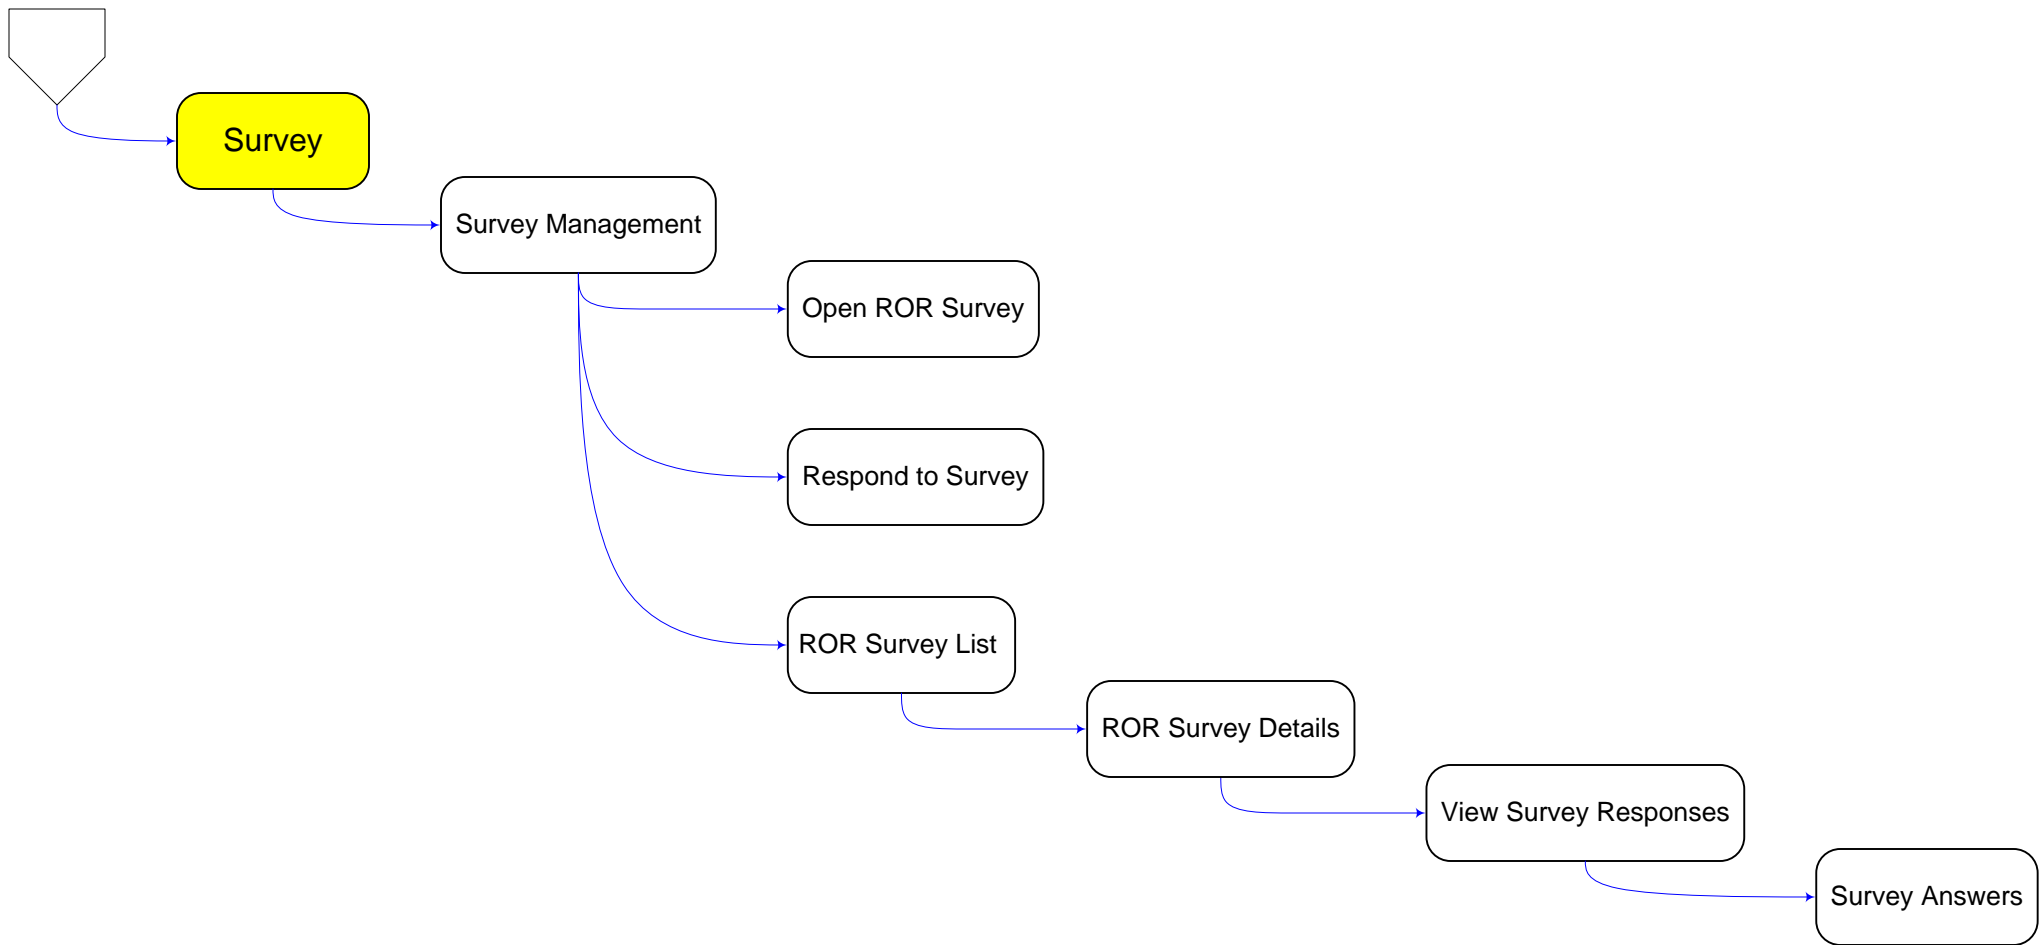 Survey
Survey Management
Open ROR Survey
Respond to Survey
ROR Survey List
ROR Survey Details
View Survey Responses
Survey Answers